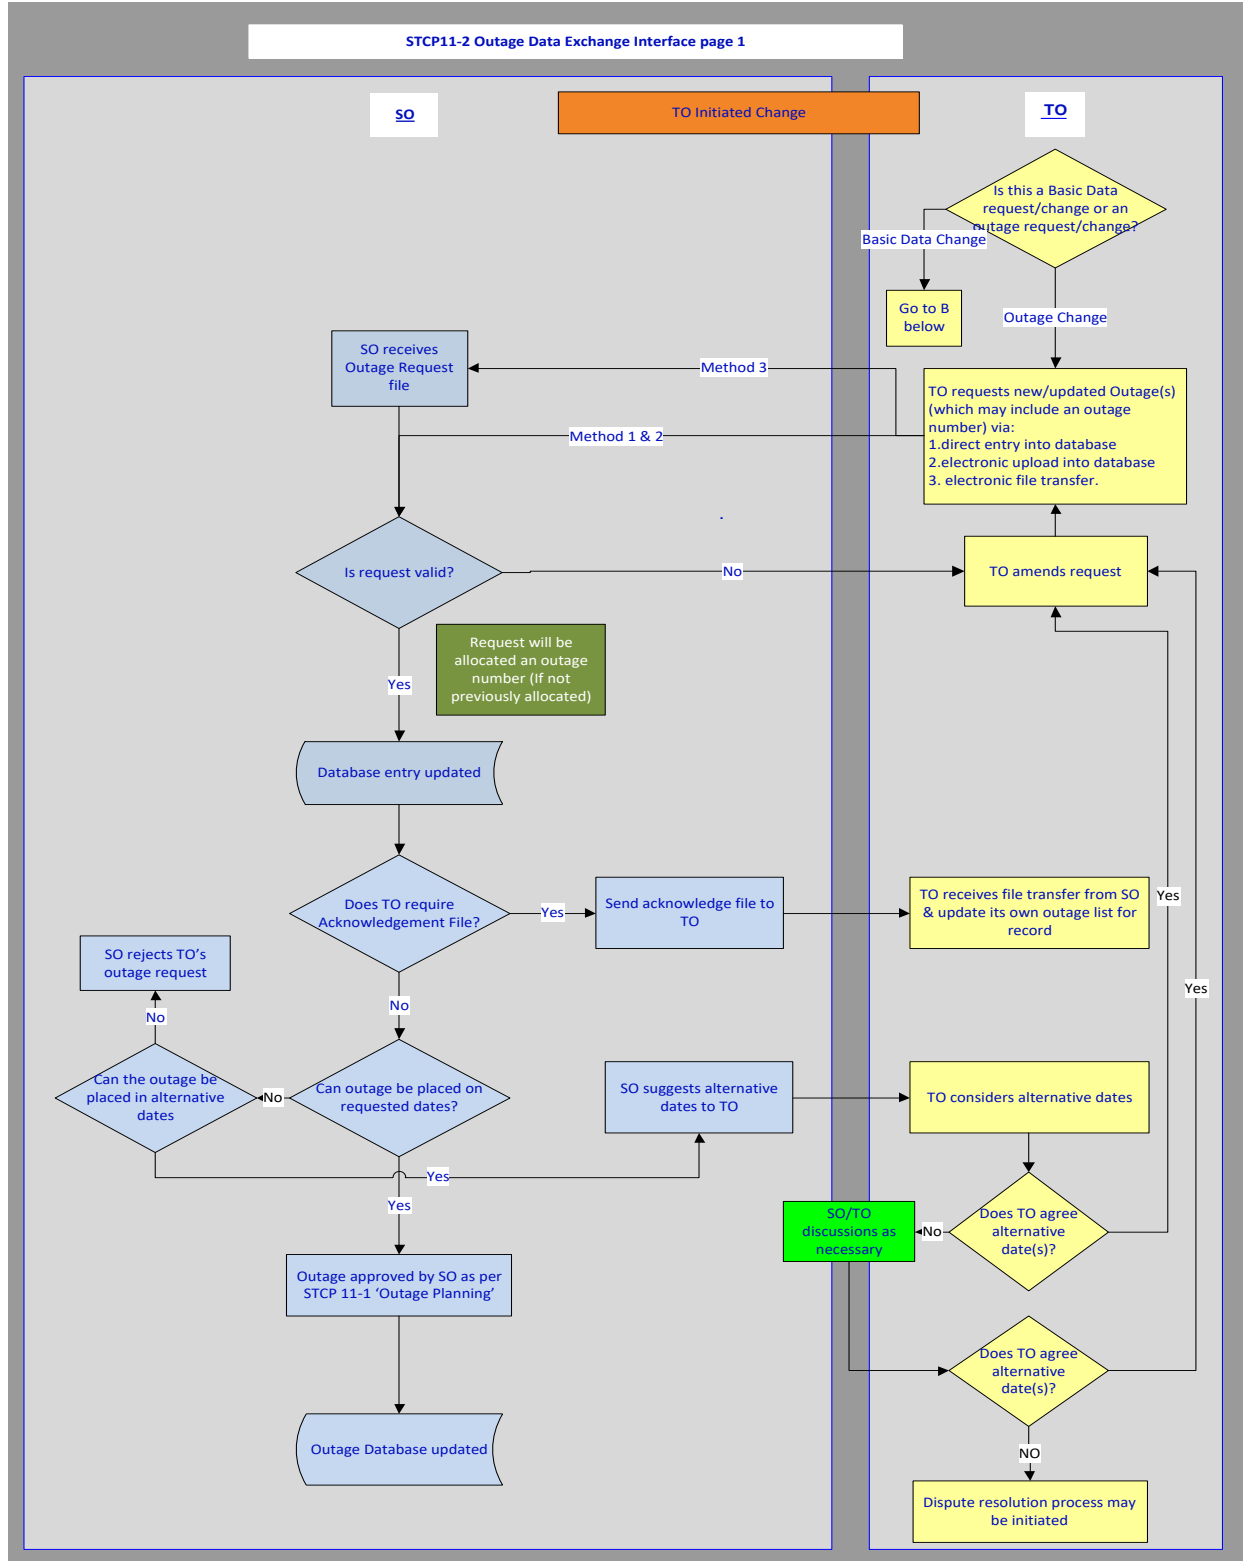 STCP11-2 Outage Data Exchange Interface page 1
SO
TO Initiated Change
TO
Is this a Basic Data
request/change or an
outage request/change?
Basic Data Change
Go to B
below
Outage Change
SO receives
Outage Request
file
Method 3
TO requests new/updated Outage(s)
(which may include an outage
number) via:
1.direct entry into database
2.electronic upload into database
3. electronic file transfer.
Method 1 & 2
.
Is request valid?
No
TO amends request
Request will be
allocated an outage
number (If not
previously allocated)
Yes
Database entry updated
Does TO require
Acknowledgement File?
Yes
Send acknowledge file to
TO
TO receives file transfer from SO
& update its own outage list for
record
Yes
Yes
SO rejects TO’s
outage request
No
No
Can the outage be
placed in alternative
dates
No
Can outage be placed on
requested dates?
SO suggests alternative
dates to TO
TO considers alternative dates
Yes
Yes
SO/TO
discussions as
necessary
No
Does TO agree
alternative
date(s)?
Outage approved by SO as per
STCP 11-1 ‘Outage Planning’
Does TO agree
alternative
date(s)?
NO
Outage Database updated
Dispute resolution process may
be initiated